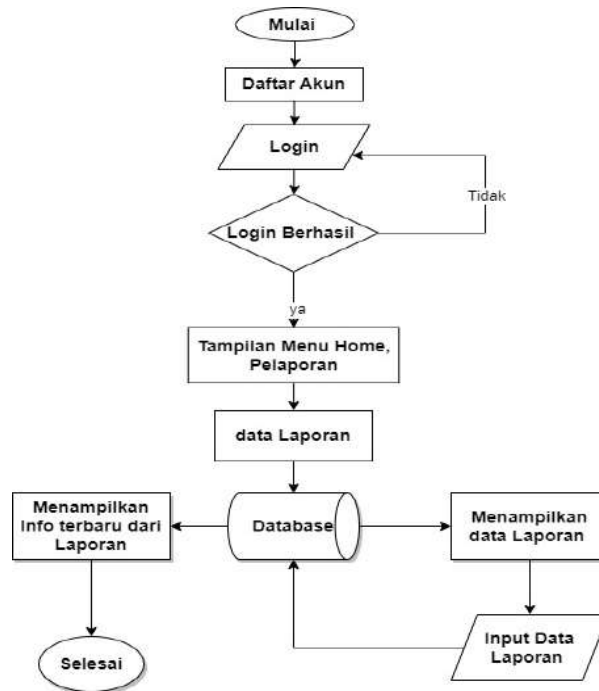 Mulai
Daftar Akun
Login
Tidak
Login Berhasil
ya
Tampilan Menu Home,
Pelaporan
data Laporan
Menampilkan
Info terbaru dari
Laporan
Database
Menampilkan
data Laporan
Selesai
Input Data
Laporan